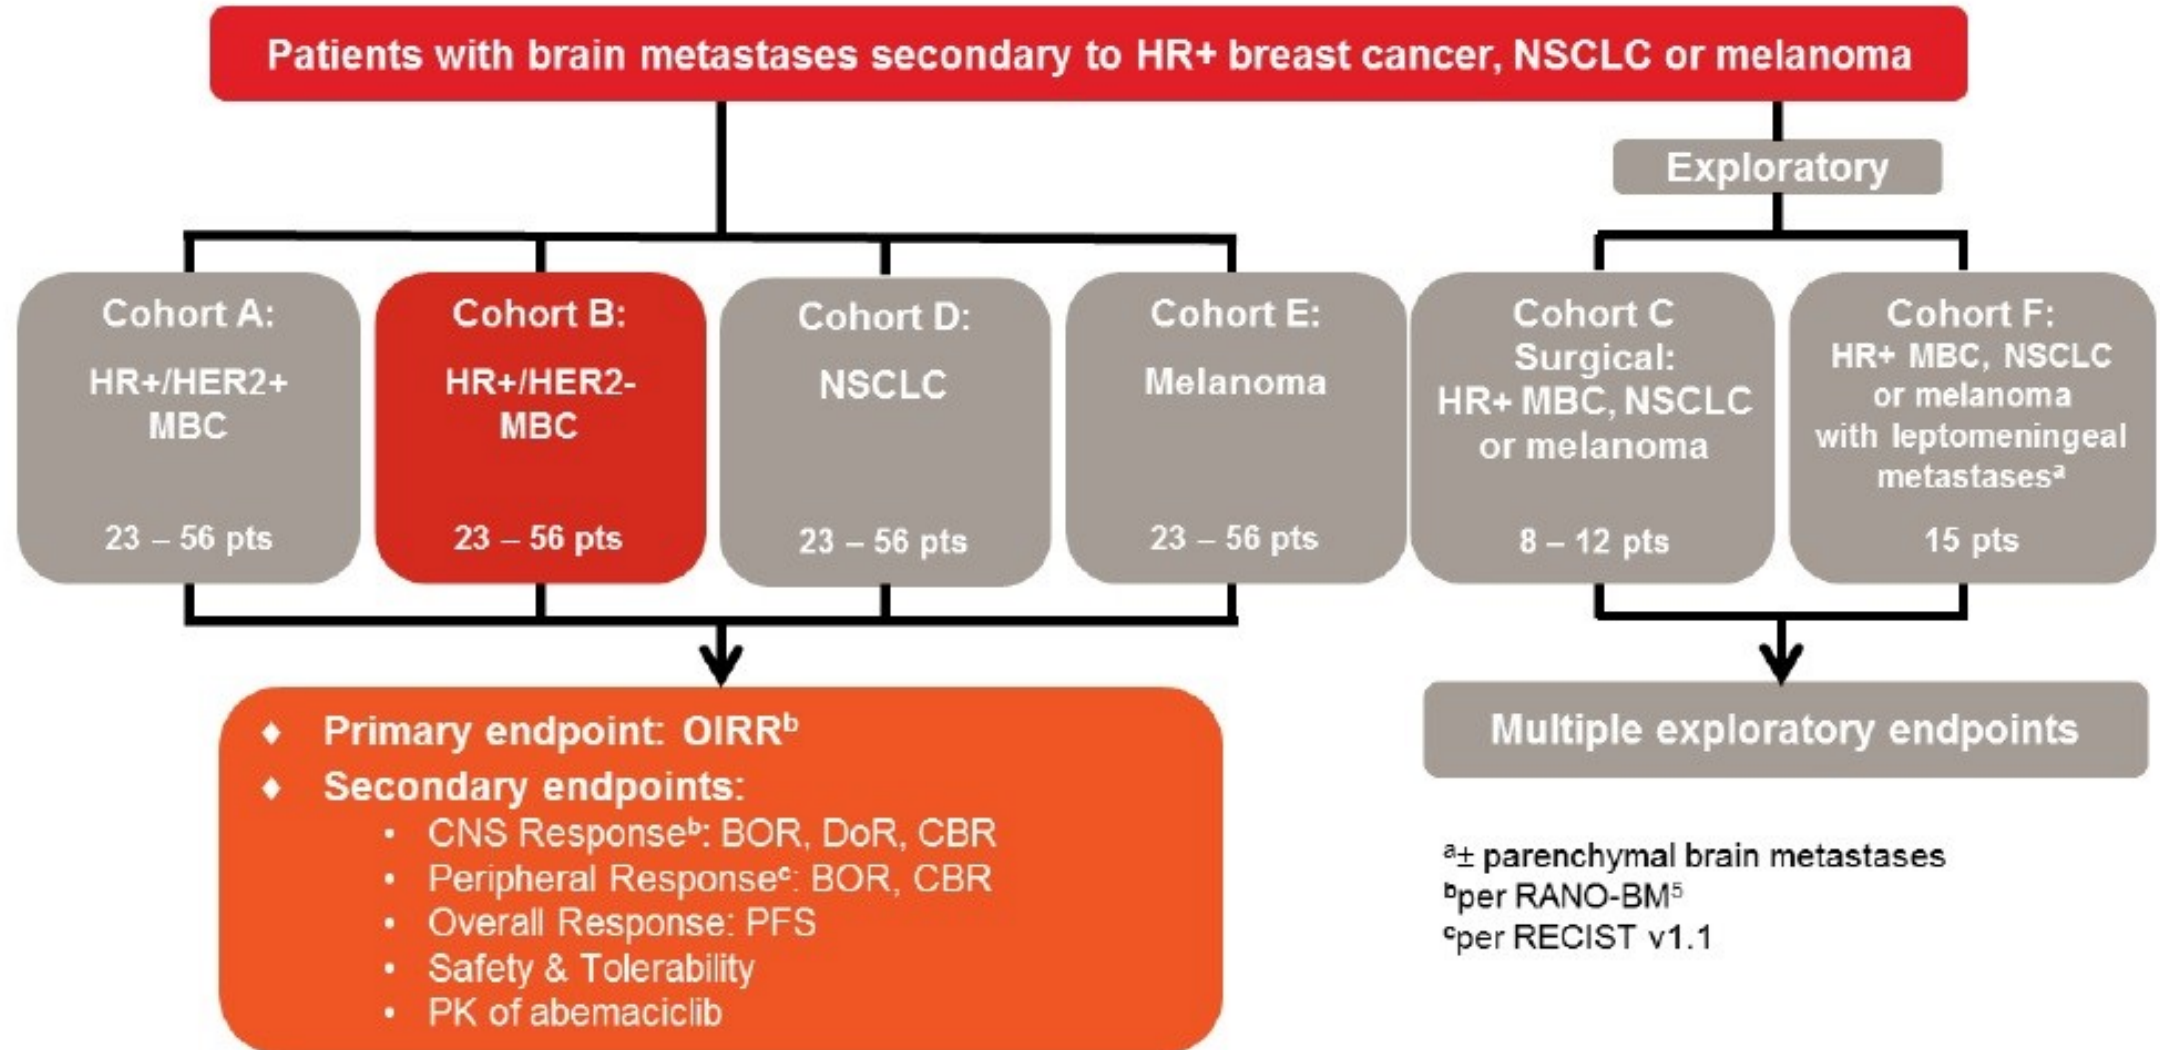 Patients with brain metastases secondary to HR+ breast cancer, NSCLC or melanoma
Exploratory
Cohort A:
HR+/HER2+
MBC
23 – 56 pts
Cohort B:
HR+/HER2-
MBC
23 – 56 pts
Cohort D:
NSCLC
23 – 56 pts
Cohort E:
Melanoma
23 – 56 pts
Cohort C
Surgical:
HR+ MBC, NSCLC
or melanoma
8 – 12 pts
Cohort F:
HR+ MBC, NSCLC
or melanoma
with leptomeningeal
metastasesᵃ
15 pts
♦ Primary endpoint: OIRRᵇ
♦ Secondary endpoints:
• CNS Responseᵇ: BOR, DoR, CBR
• Peripheral Responseᶜ: BOR, CBR
• Overall Response: PFS
• Safety & Tolerability
• PK of abemaciclib
Multiple exploratory endpoints
ᵃ± parenchymal brain metastases
ᵇper RANO-BM⁵
ᶜper RECIST v1.1